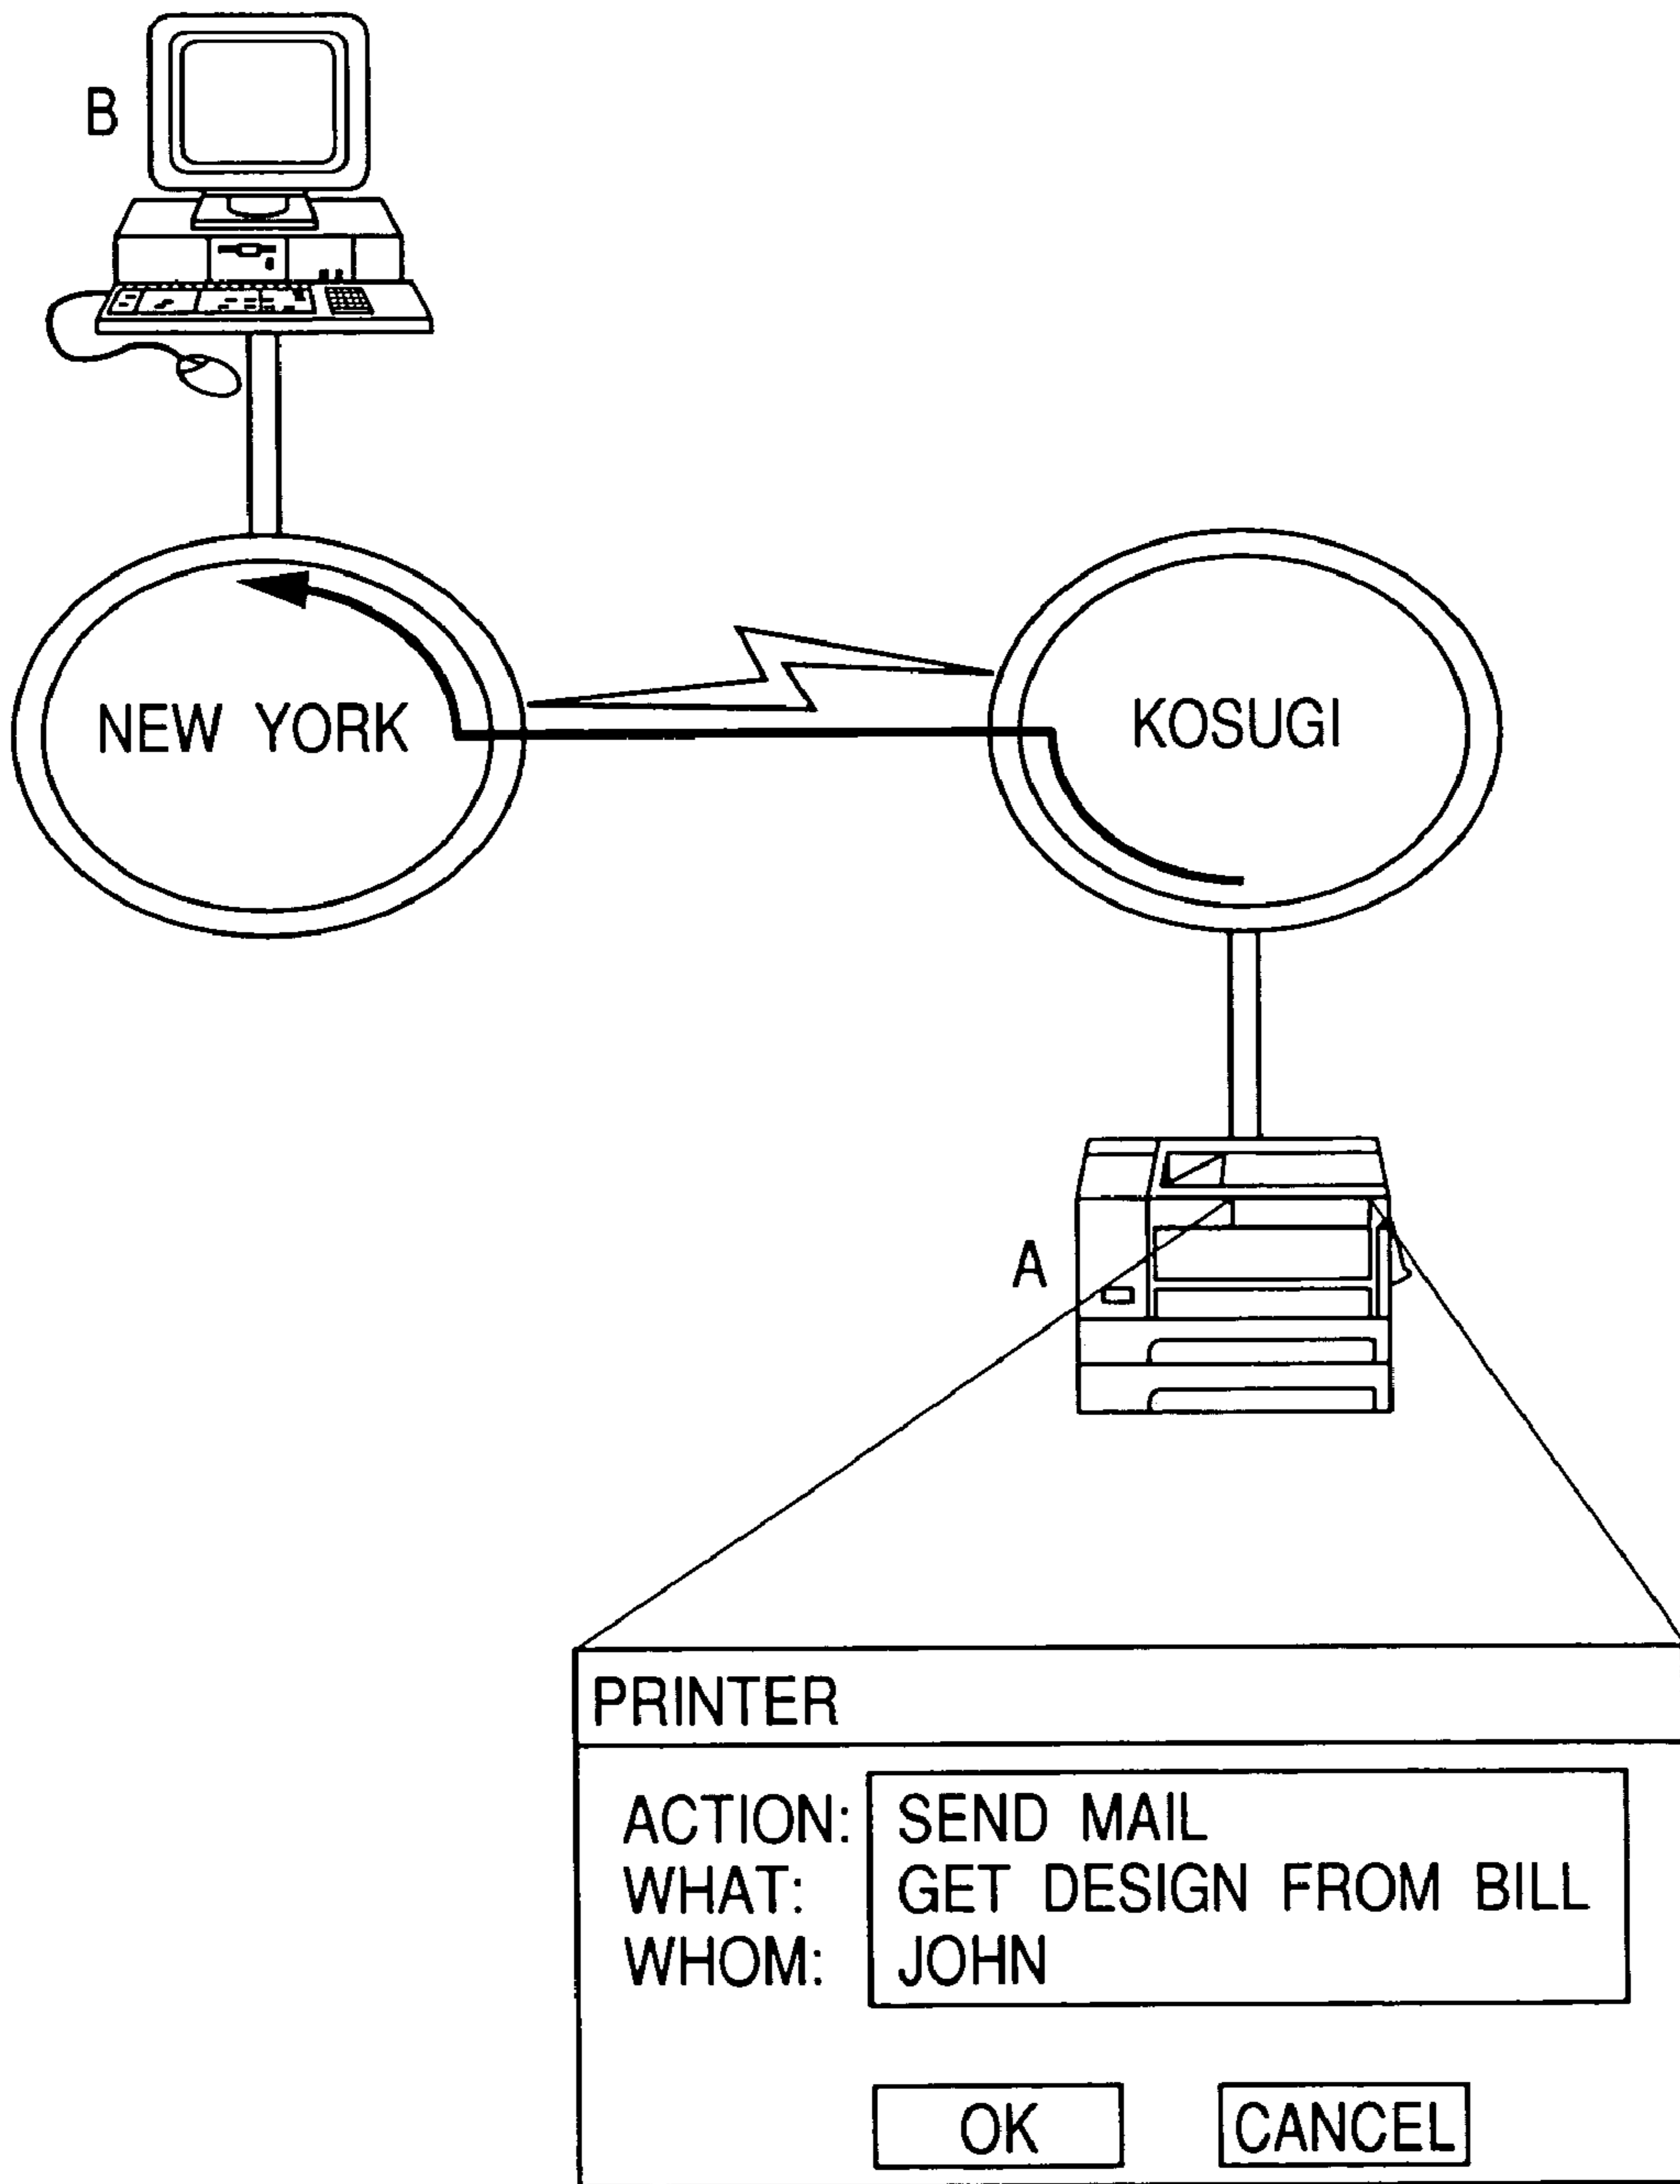 B
NEW YORK
KOSUGI
A
PRINTER
ACTION: SEND MAIL
WHAT: GET DESIGN FROM BILL
WHOM: JOHN
OK CANCEL